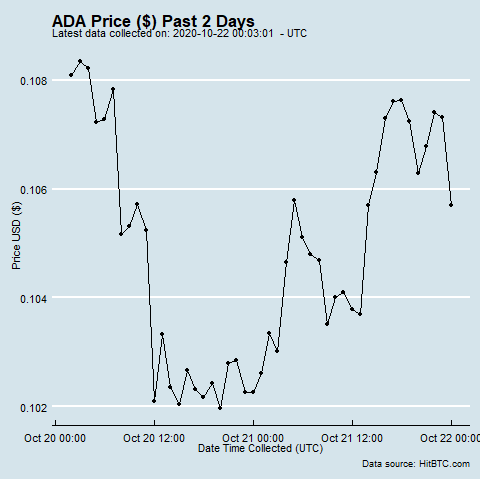 ADA Price ($) Past 2 Days
Latest data collected on: 2020-10-22 00:03:01 - UTC
0.108
0.106
0.104
0.102
Price USD ($)
Oct 20 00:00 Oct 20 12:00 Oct 21 00:00 Oct 21 12:00 Oct 22 00:00
Date Time Collected (UTC)
Data source: HitBTC.com